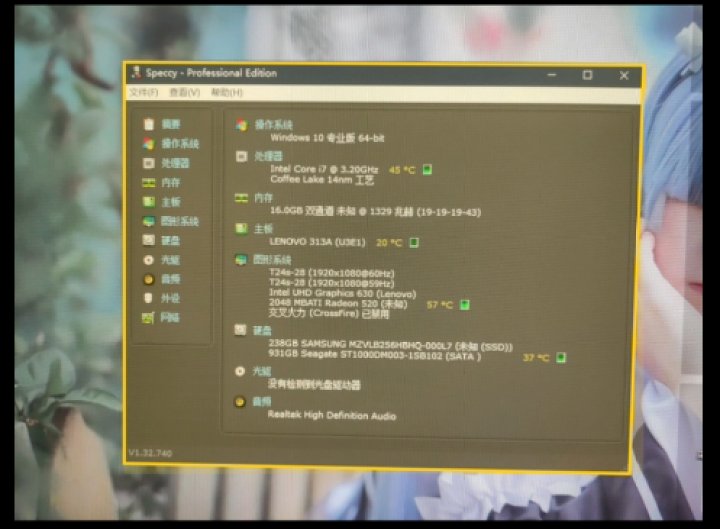 Speccy - Professional Edition
文件(F) 查看(V) 帮助(H)
摘要
操作系统
处理器
内存
主板
图形系统
硬盘
光驱
音频
外设
网络
操作系统
Windows 10 专业版 64-bit
处理器
Intel Core i7 @ 3.20GHz 45 °C
Coffee Lake 14nm 工艺
内存
16.0GB 双通道 未知 @ 1329 兆赫 (19-19-19-43)
主板
LENOVO 313A (U3E1) 20 °C
图形系统
T24s-28 (1920x1080@60Hz)
T24s-28 (1920x1080@59Hz)
Intel UHD Graphics 630 (Lenovo)
2048 MBATI Radeon 520 (未知) 57 °C
交叉火力 (CrossFire) 已禁用
硬盘
238GB SAMSUNG MZVLB256HBHQ-000L7 (未知 (SSD))
931GB Seagate ST1000DM003-1SB102 (SATA ) 37 °C
光驱
没有检测到光盘驱动器
音频
Realtek High Definition Audio
V1.32.740